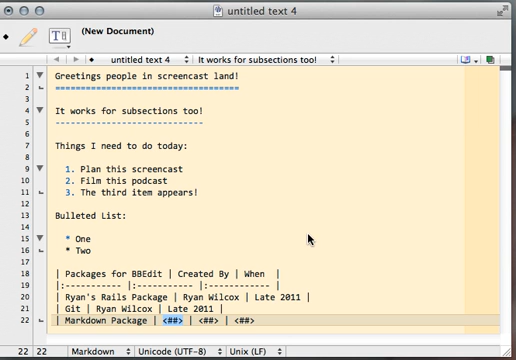 untitled text 4
(New Document)
untitled text 4 It works for subsections too!
1 Greetings people in screencast land!
2 ==================================
3
4 It works for subsections too!
5 ---------------------------
6
7 Things I need to do today:
8
9 1. Plan this screencast
10 2. Film this podcast
11 3. The third item appears!
12
13 Bulleted List:
14
15 * One
16 * Two
17
18 | Packages for BBEdit | Created By | When |
19 |:----------- |:----------- |:------------ |
20 | Ryan's Rails Package | Ryan Wilcox | Late 2011 |
21 | Git | Ryan Wilcox | Late 2011 |
22 | Markdown Package | <##> | <##> | <##>
22 22 Markdown Unicode (UTF-8) Unix (LF)